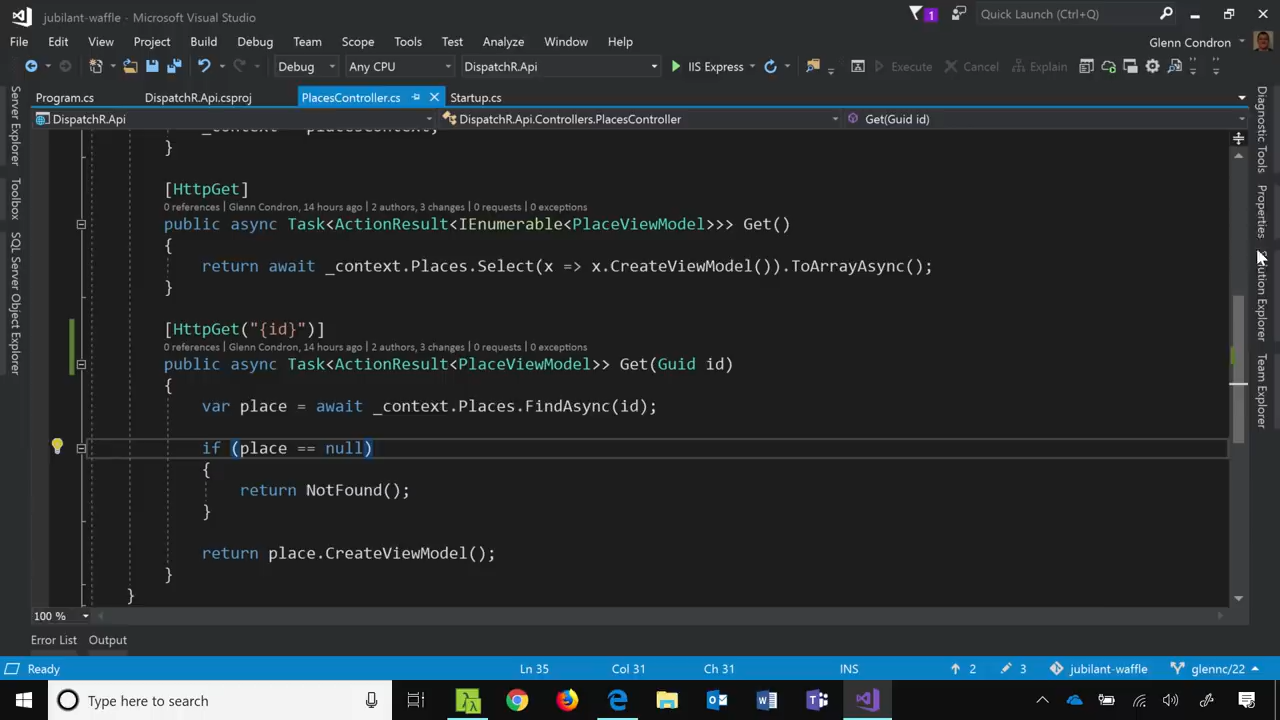 jubilant-waffle - Microsoft Visual Studio
1
Quick Launch (Ctrl+Q)
File Edit View Project Build Debug Team Scope Tools Test Analyze Window Help
Glenn Condron
Debug Any CPU DispatchR.Api IIS Express Execute Cancel Explain
Program.cs DispatchR.Api.csproj PlacesController.cs Startup.cs
DispatchR.Api DispatchR.Api.Controllers.PlacesController Get(Guid id)
Server Explorer
Toolbox
SQL Server Object Explorer
_context = placesContext;
}
[HttpGet]
0 references | Glenn Condron, 14 hours ago | 2 authors, 3 changes | 0 requests | 0 exceptions
public async Task<ActionResult<IEnumerable<PlaceViewModel>>> Get()
{
return await _context.Places.Select(x => x.CreateViewModel()).ToArrayAsync();
}
[HttpGet("{id}")]
0 references | Glenn Condron, 14 hours ago | 2 authors, 3 changes | 0 requests | 0 exceptions
public async Task<ActionResult<PlaceViewModel>> Get(Guid id)
{
var place = await _context.Places.FindAsync(id);
if (place == null)
{
return NotFound();
}
return place.CreateViewModel();
}
}
Diagnostic Tools
Properties
Explorer
Team Explorer
100 %
Error List Output
Ready Ln 35 Col 31 Ch 31 INS 2 3 jubilant-waffle glennc/22
Type here to search